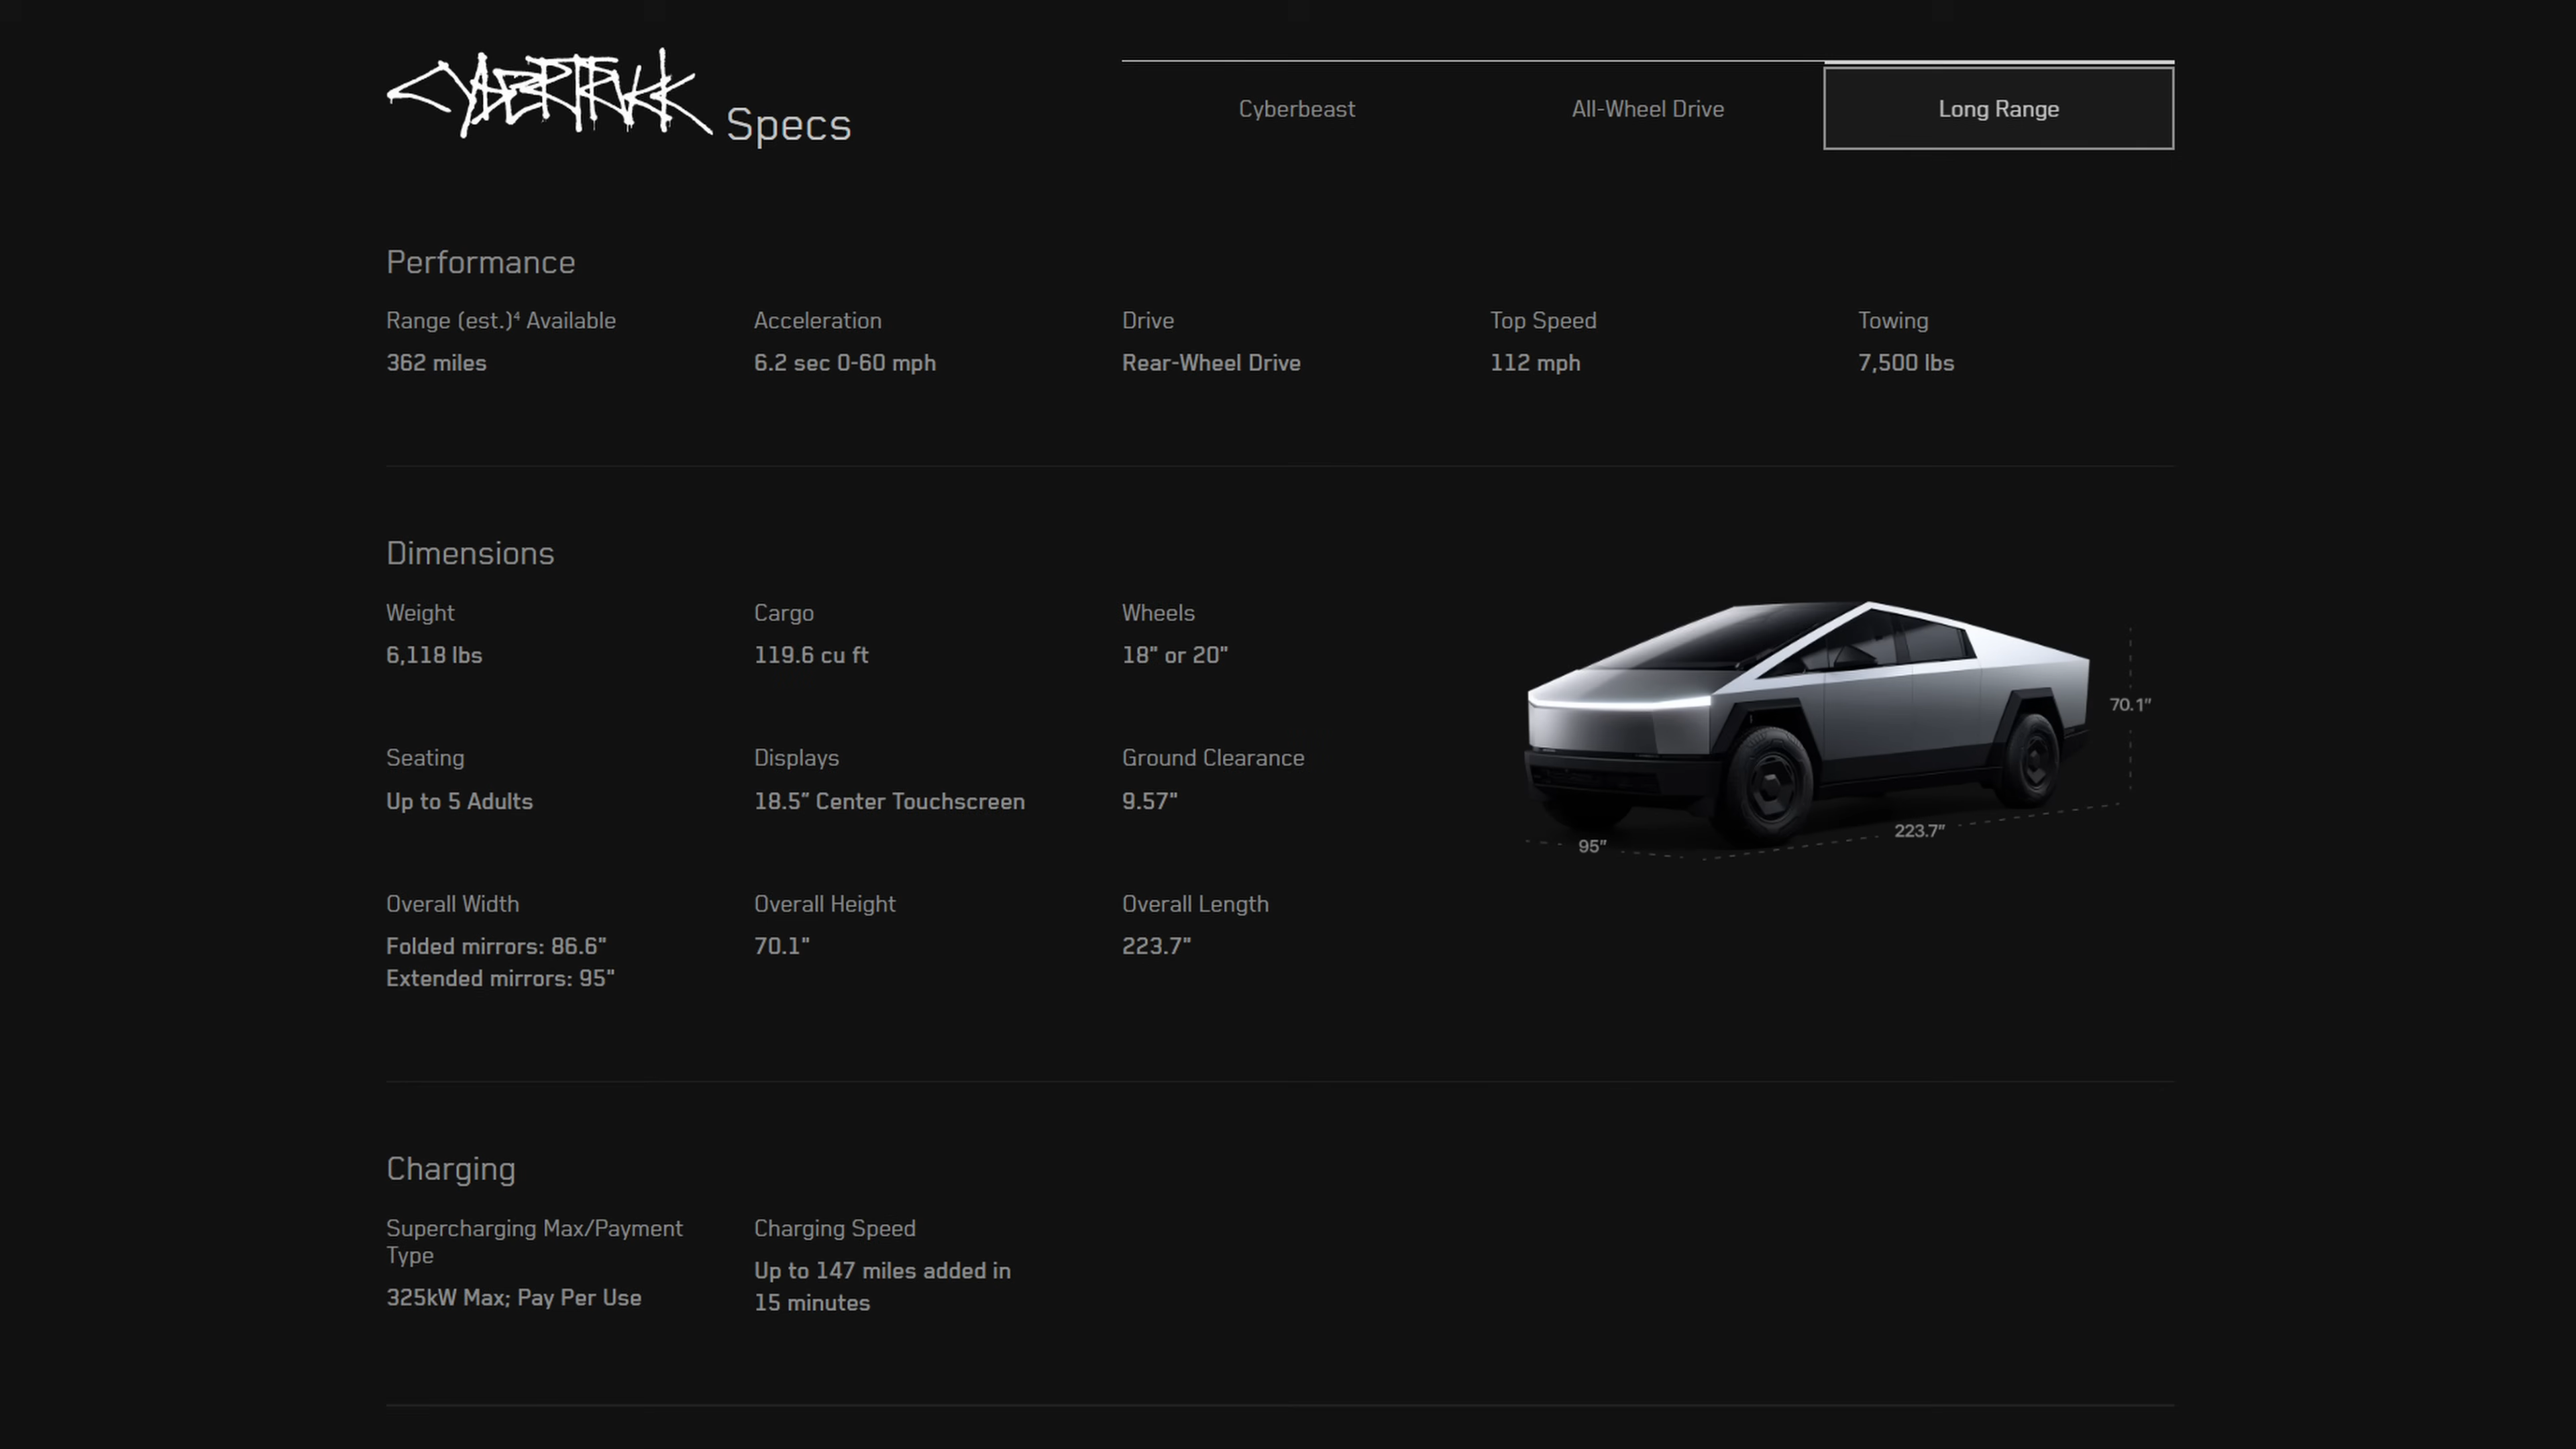 CYBERTRUCK Specs
Cyberbeast
All-Wheel Drive
Long Range
Performance
Range (est.)⁴ Available
362 miles
Acceleration
6.2 sec 0-60 mph
Drive
Rear-Wheel Drive
Top Speed
112 mph
Towing
7,500 lbs
Dimensions
Weight
6,118 lbs
Cargo
119.6 cu ft
Wheels
18" or 20"
Seating
Up to 5 Adults
Displays
18.5” Center Touchscreen
Ground Clearance
9.57"
Overall Width
Folded mirrors: 86.6"
Extended mirrors: 95"
Overall Height
70.1"
Overall Length
223.7"
70.1”
223.7”
95”
Charging
Supercharging Max/Payment
Type
325kW Max; Pay Per Use
Charging Speed
Up to 147 miles added in
15 minutes